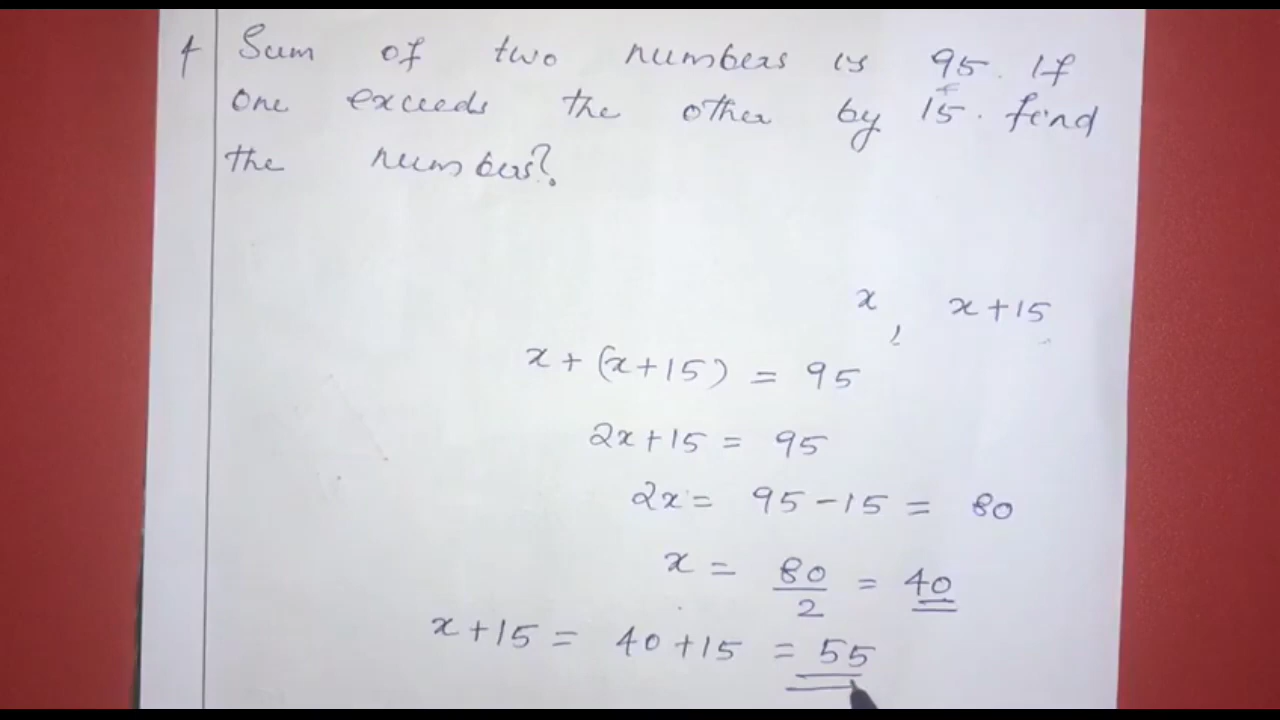 1 Sum of two numbers is 95. If
one exceeds the other by 15. find
the numbers?
x, x+15
x + (x+15) = 95
2x+15 = 95
2x = 95-15 = 80
x = 80/2 = 40
x+15 = 40+15 = 55